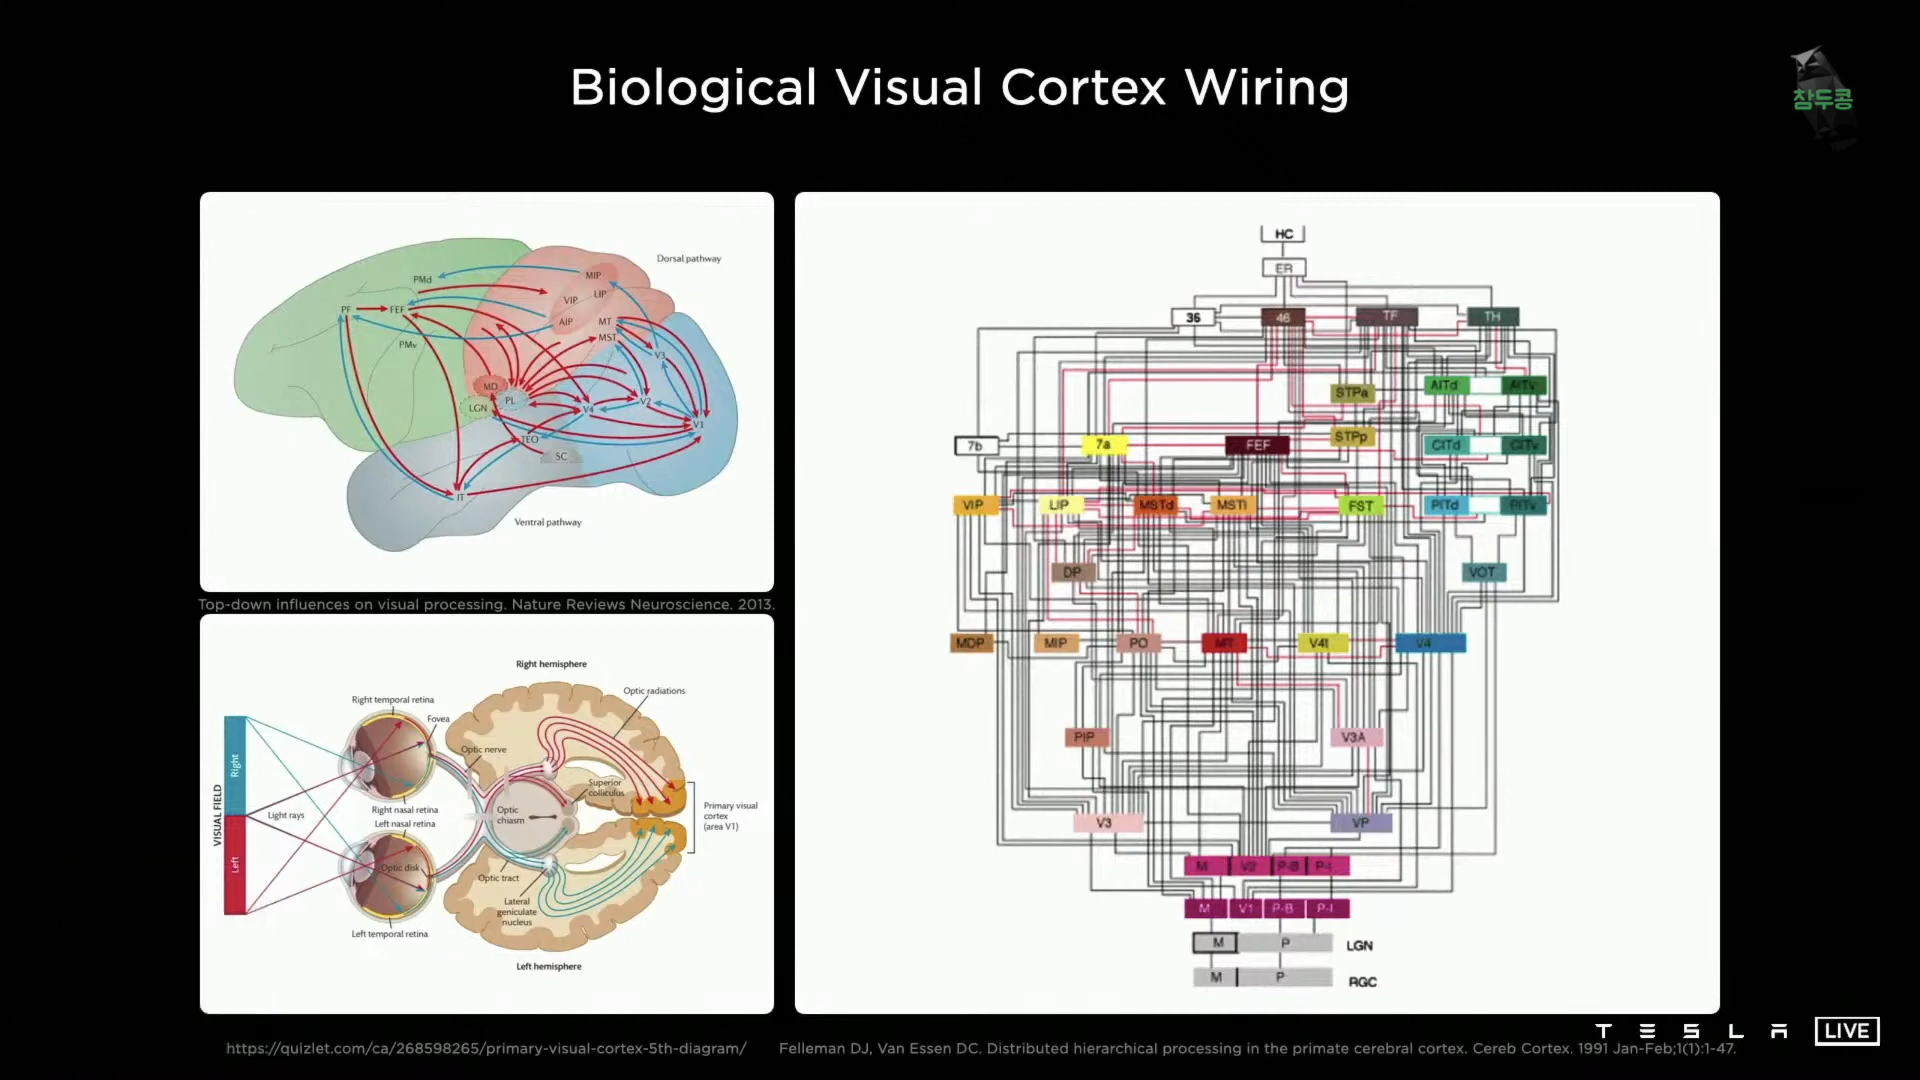 Biological Visual Cortex Wiring
참두콩
Dorsal pathway
PMd
MIP
VIP
LIP
PF
FEF
AIP
MT
PMv
MST
V3
MD
PL
LGN
V4
V2
V1
TEO
SC
IT
Ventral pathway
Top-down influences on visual processing. Nature Reviews Neuroscience. 2013.
Right hemisphere
Optic radiations
Right temporal retina
Fovea
Optic nerve
Right
VISUAL FIELD
Left
Light rays
Right nasal retina
Left nasal retina
Optic disk
Left temporal retina
Optic
chiasm
Superior
colliculus
Primary visual
cortex
(area V1)
Optic tract
Lateral
geniculate
nucleus
Left hemisphere
https://quizlet.com/ca/268598265/primary-visual-cortex-5th-diagram/
HC
ER
36
46
TF
TH
STPa
AITd
AITv
7b
7a
FEF
STPp
CITd
CITv
VIP
LIP
MSTd
MSTl
FST
PITd
PITv
DP
VOT
MDP
MIP
PO
MT
V4t
V4
PIP
V3A
V3
VP
M V2 P-B P-I
M V1 P-B P-I
M P LGN
M P RGC
Felleman DJ, Van Essen DC. Distributed hierarchical processing in the primate cerebral cortex. Cereb Cortex. 1991 Jan-Feb;1(1):1-47.
TESLA LIVE